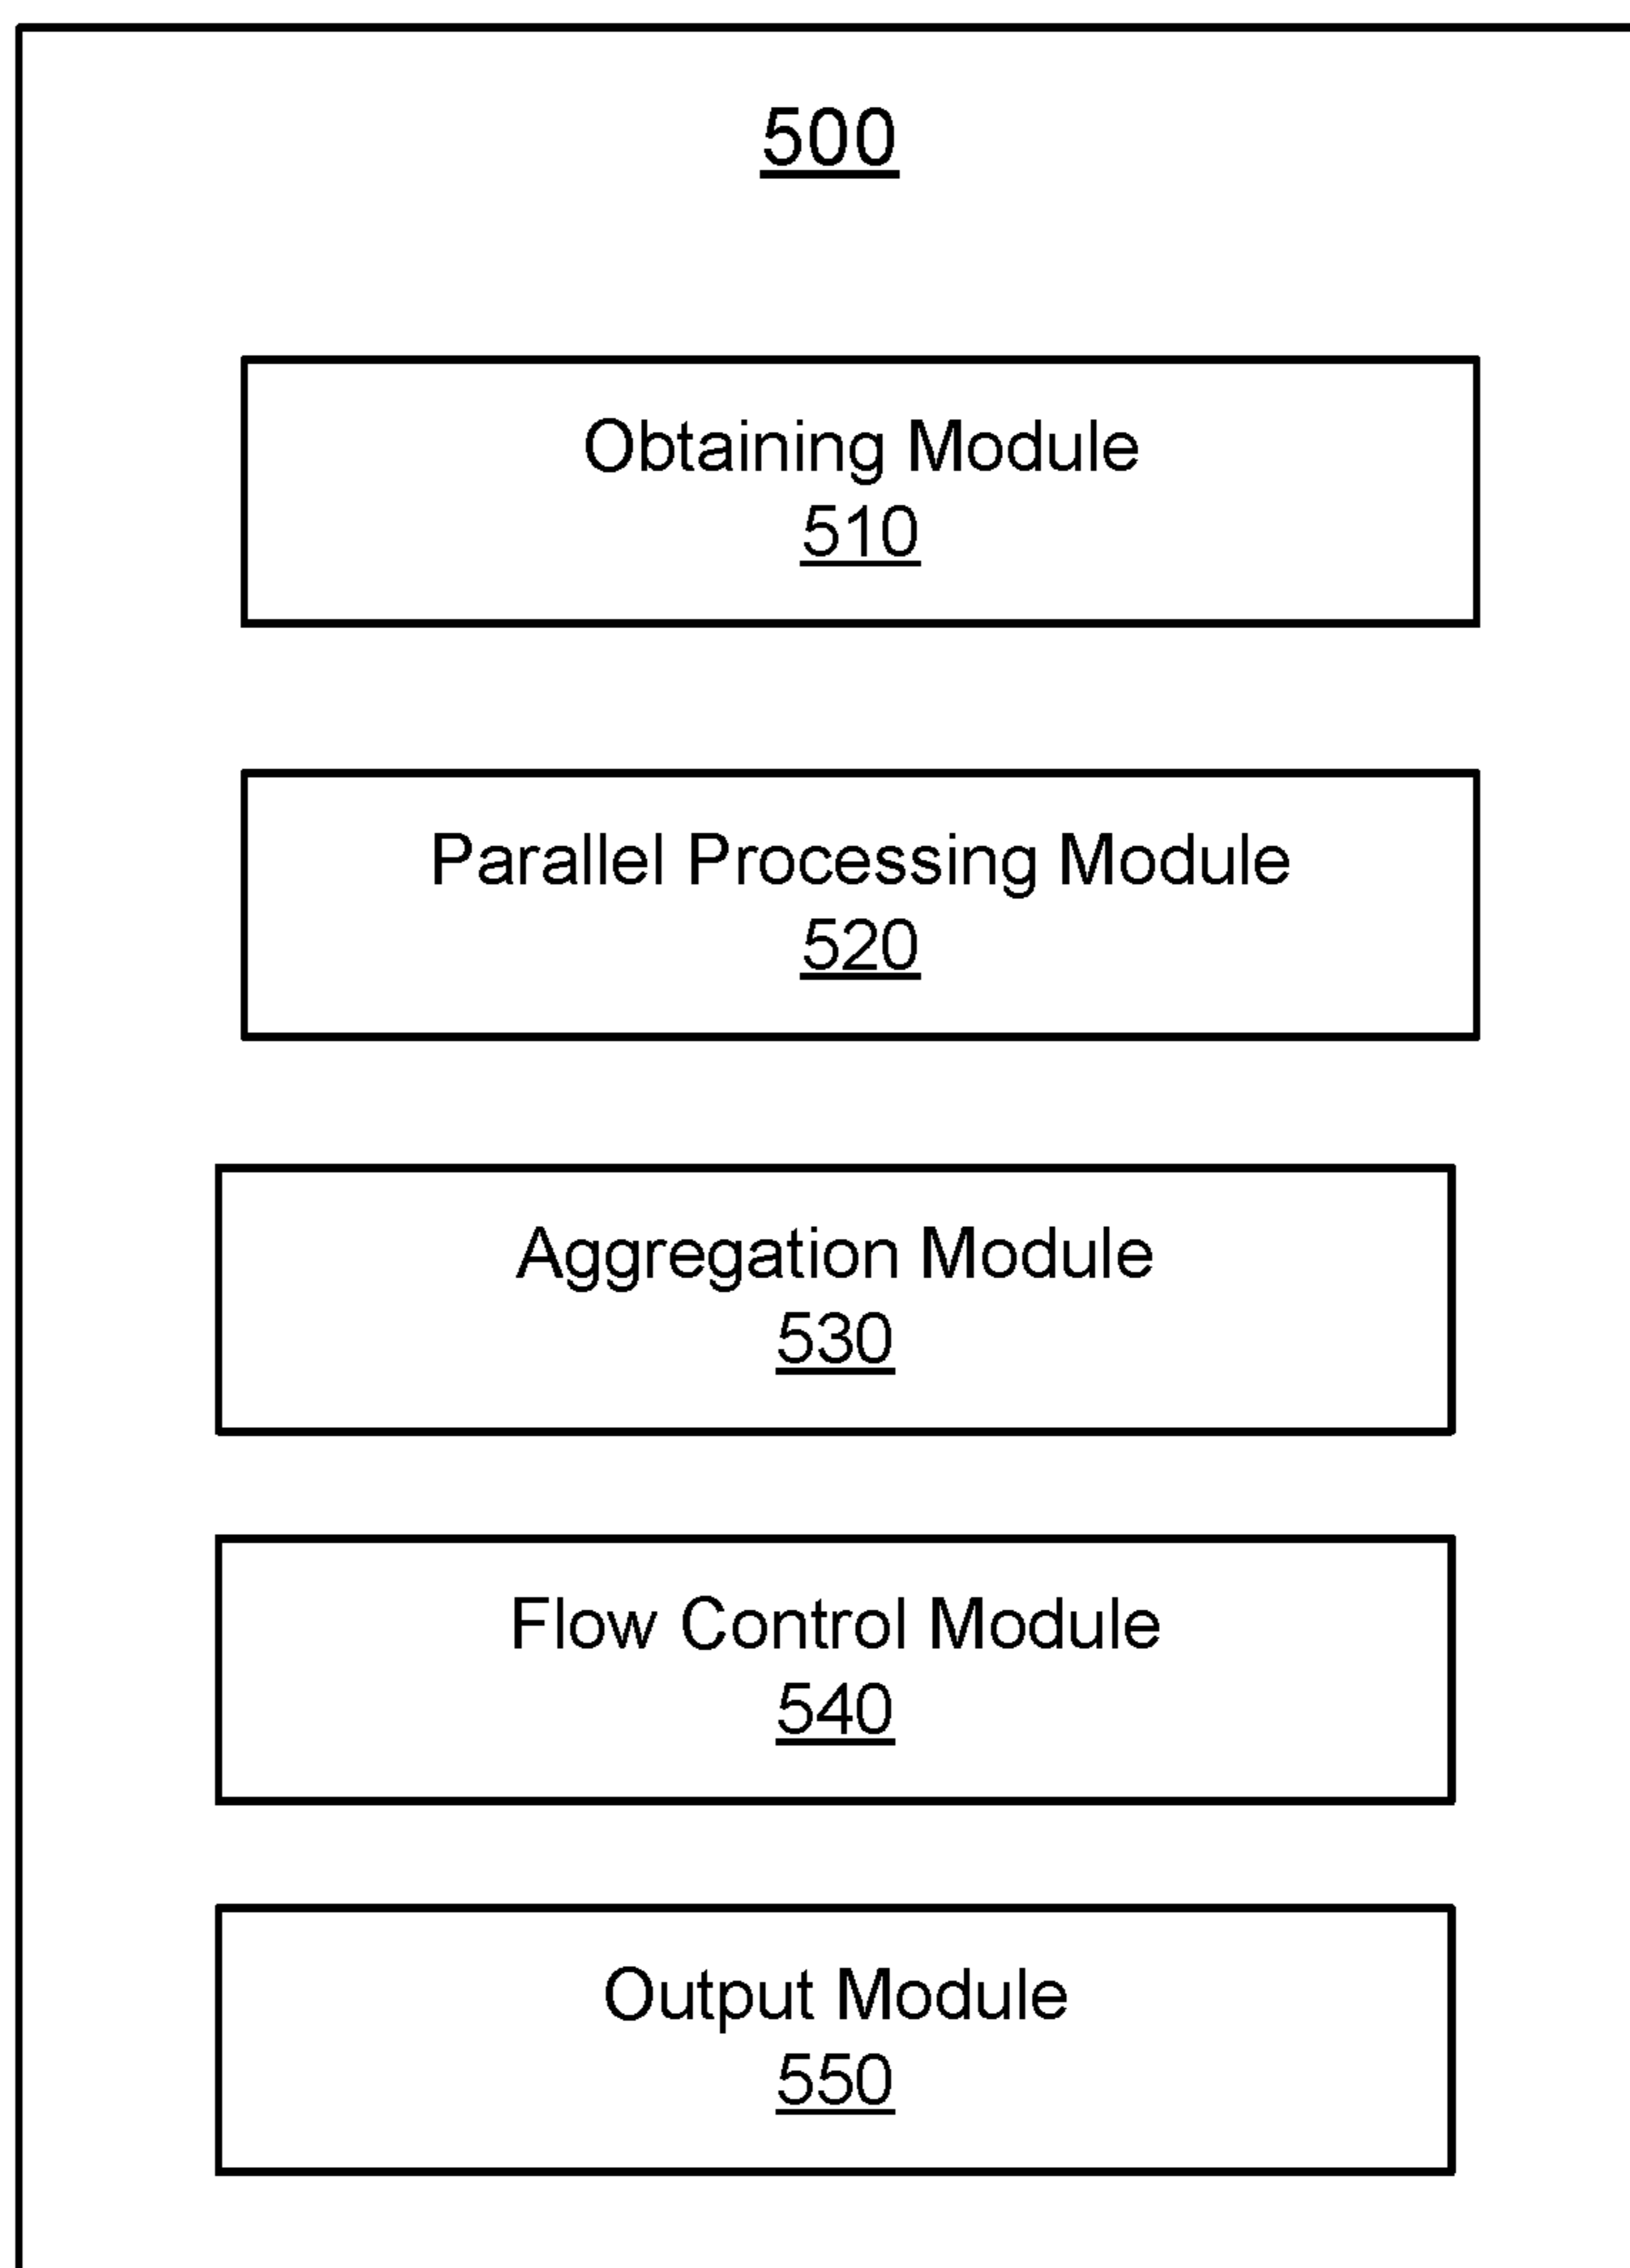 500
Obtaining Module
510
Parallel Processing Module
520
Aggregation Module
530
Flow Control Module
540
Output Module
550